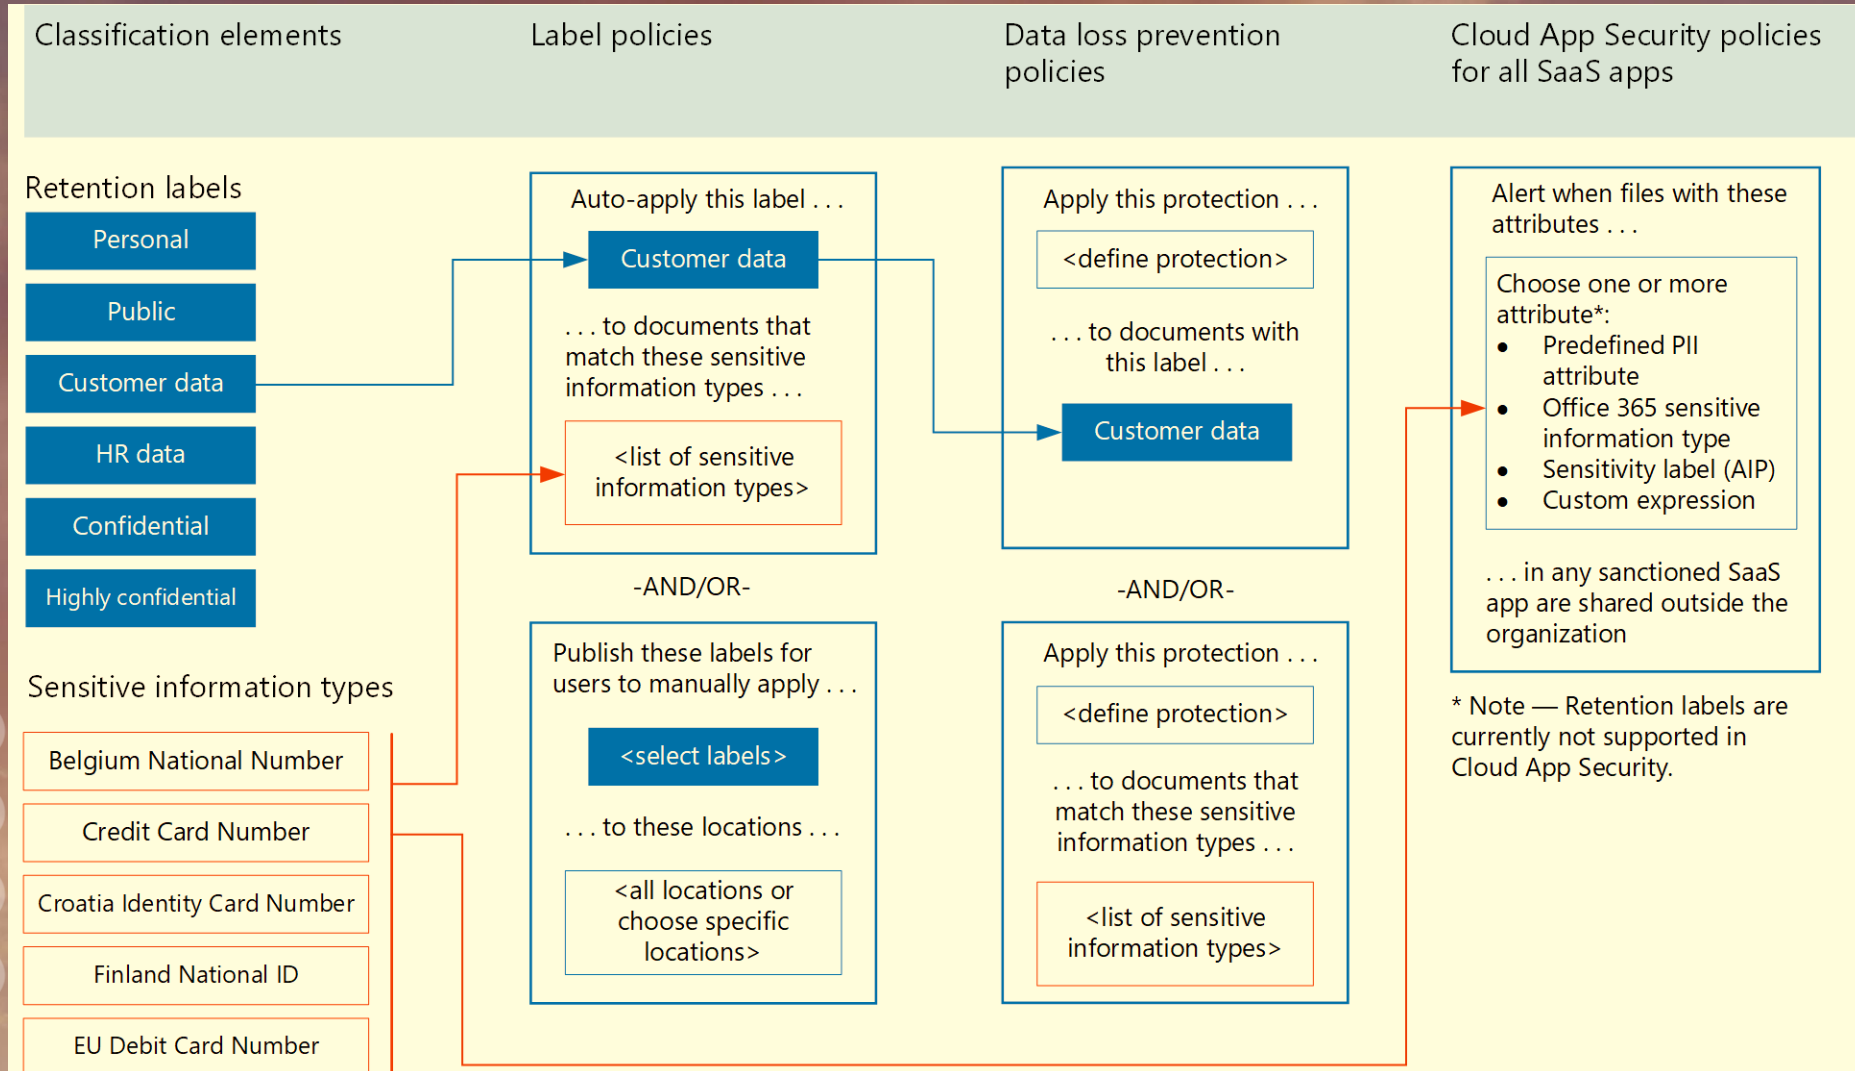 Classification elements
Label policies
Data loss prevention
policies
Cloud App Security policies
for all SaaS apps
Retention labels
Personal
Public
Customer data
HR data
Confidential
Highly confidential
Sensitive information types
Belgium National Number
Credit Card Number
Croatia Identity Card Number
Finland National ID
EU Debit Card Number
Auto-apply this label . . .
Customer data
. . . to documents that
match these sensitive
information types . . .
<list of sensitive
information types>
-AND/OR-
Publish these labels for
users to manually apply . . .
<select labels>
. . . to these locations . . .
<all locations or
choose specific
locations>
Apply this protection . . .
<define protection>
. . . to documents with
this label . . .
Customer data
-AND/OR-
Apply this protection . . .
<define protection>
. . . to documents that
match these sensitive
information types . . .
<list of sensitive
information types>
Alert when files with these
attributes . . .
Choose one or more
attribute*:
• Predefined PII
attribute
• Office 365 sensitive
information type
• Sensitivity label (AIP)
• Custom expression
. . . in any sanctioned SaaS
app are shared outside the
organization
* Note — Retention labels are
currently not supported in
Cloud App Security.